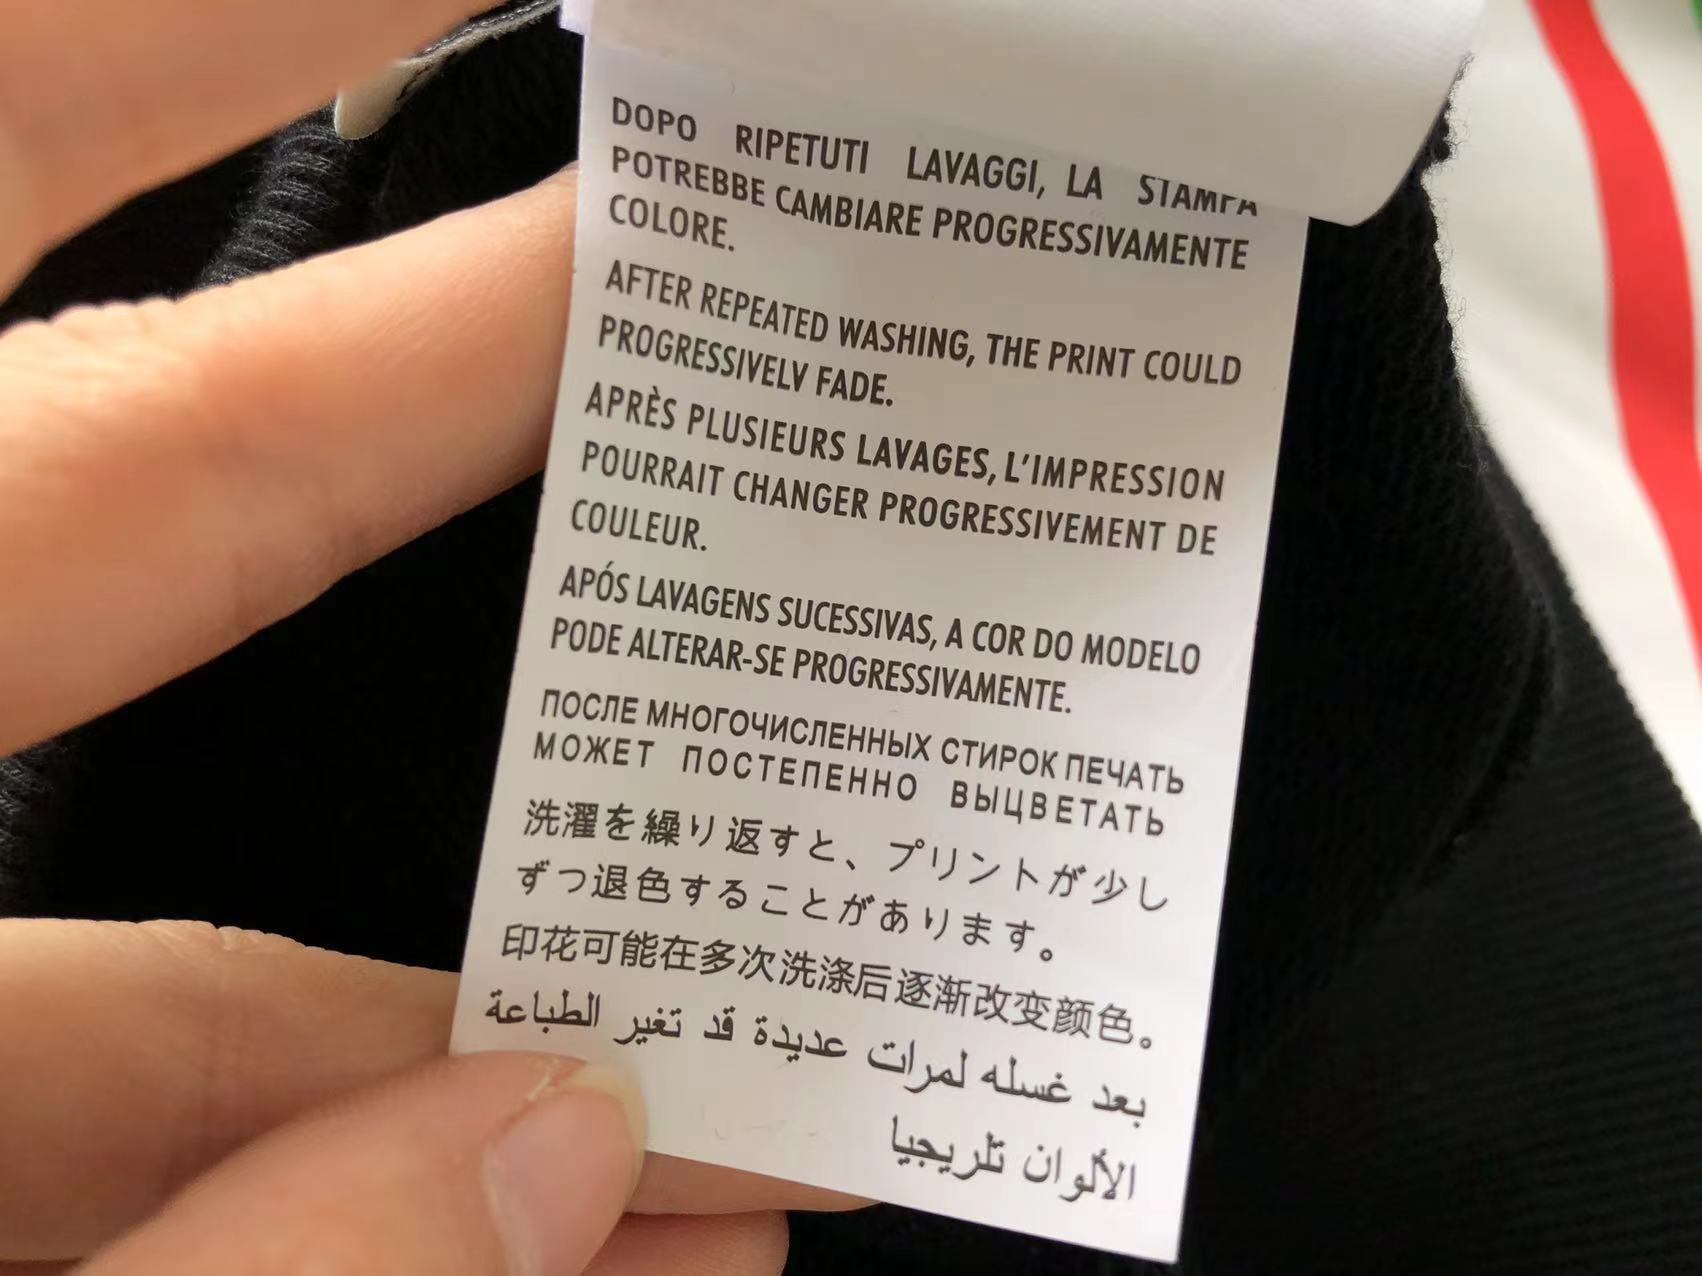 DOPO RIPETUTI LAVAGGI, LA STAMPA
POTREBBE CAMBIARE PROGRESSIVAMENTE
COLORE.
AFTER REPEATED WASHING, THE PRINT COULD
PROGRESSIVELV FADE.
APRÈS PLUSIEURS LAVAGES, L'IMPRESSION
POURRAIT CHANGER PROGRESSIVEMENT DE
COULEUR.
APÓS LAVAGENS SUCESSIVAS, A COR DO MODELO
PODE ALTERAR-SE PROGRESSIVAMENTE.
ПОСЛЕ МНОГОЧИСЛЕННЫХ СТИРОК ПЕЧАТЬ
МОЖЕТ ПОСТЕПЕННО ВЫЦВЕТАТЬ
洗濯を繰り返すと、プリントが少し
ずつ退色することがあります。
印花可能在多次洗涤后逐渐改变颜色。
بعد غسله لمرات عديدة قد تغير الطباعة
الألوان تلريجيا